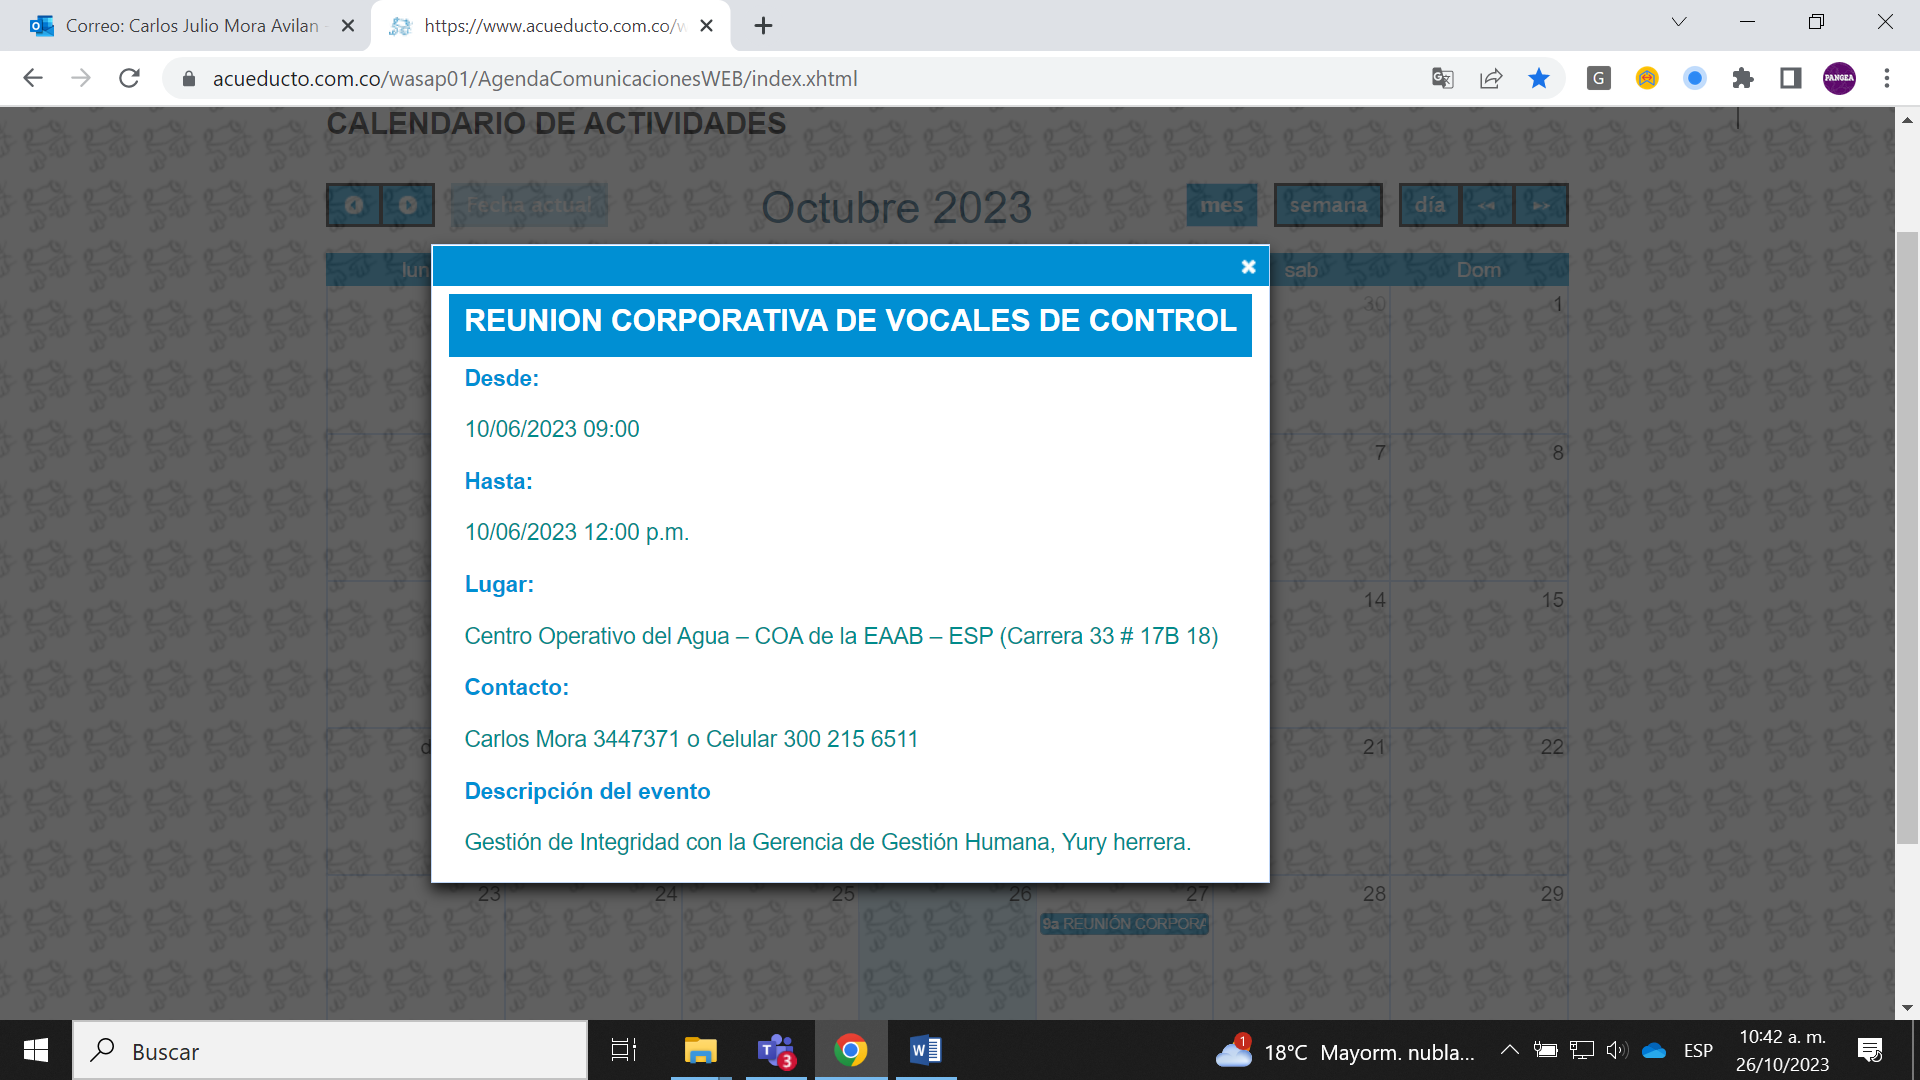 Correo: Carlos Julio Mora Avilan
https://www.acueducto.com.co/w
acueducto.com.co/wasap01/AgendaComunicacionesWEB/index.xhtml
G
PANGEA
CALENDARIO DE ACTIVIDADES
Fecha actual
Octubre 2023
mes
semana
día
lun
sab
Dom
30
1
REUNION CORPORATIVA DE VOCALES DE CONTROL
Desde:
10/06/2023 09:00
Hasta:
10/06/2023 12:00 p.m.
Lugar:
Centro Operativo del Agua – COA de la EAAB – ESP (Carrera 33 # 17B 18)
Contacto:
Carlos Mora 3447371 o Celular 300 215 6511
Descripción del evento
Gestión de Integridad con la Gerencia de Gestión Humana, Yury herrera.
7
8
14
15
21
22
23
24
25
26
27
28
29
9a REUNIÓN CORPORA
Buscar
3
1
18°C Mayorm. nubla...
ESP
10:42 a. m.
26/10/2023